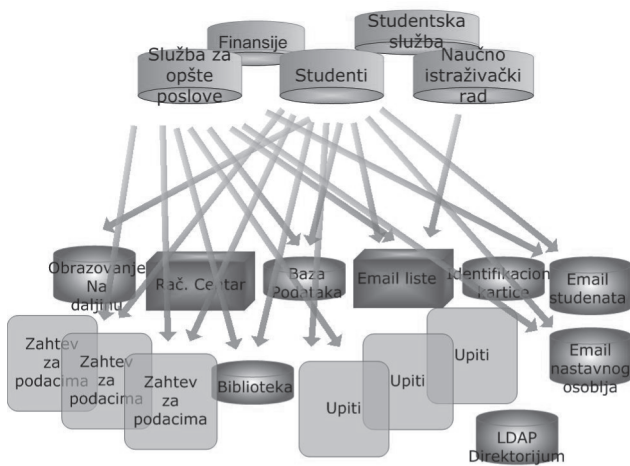 Studentska
služba
Finansije
Služba za
opšte
poslove
Studenti
Naučno
istraživački
rad
Obrazovanje
Na
daljinu
Rač. Centar
Baza
Podataka
Email liste
Identifikacion
kartice
Email
studenata
Zahtev
za
podacima
Zahtev
za
podacima
Zahtev
za
podacima
Biblioteka
Upiti
Upiti
Upiti
Email
nastavnog
osoblja
LDAP
Direktorijum